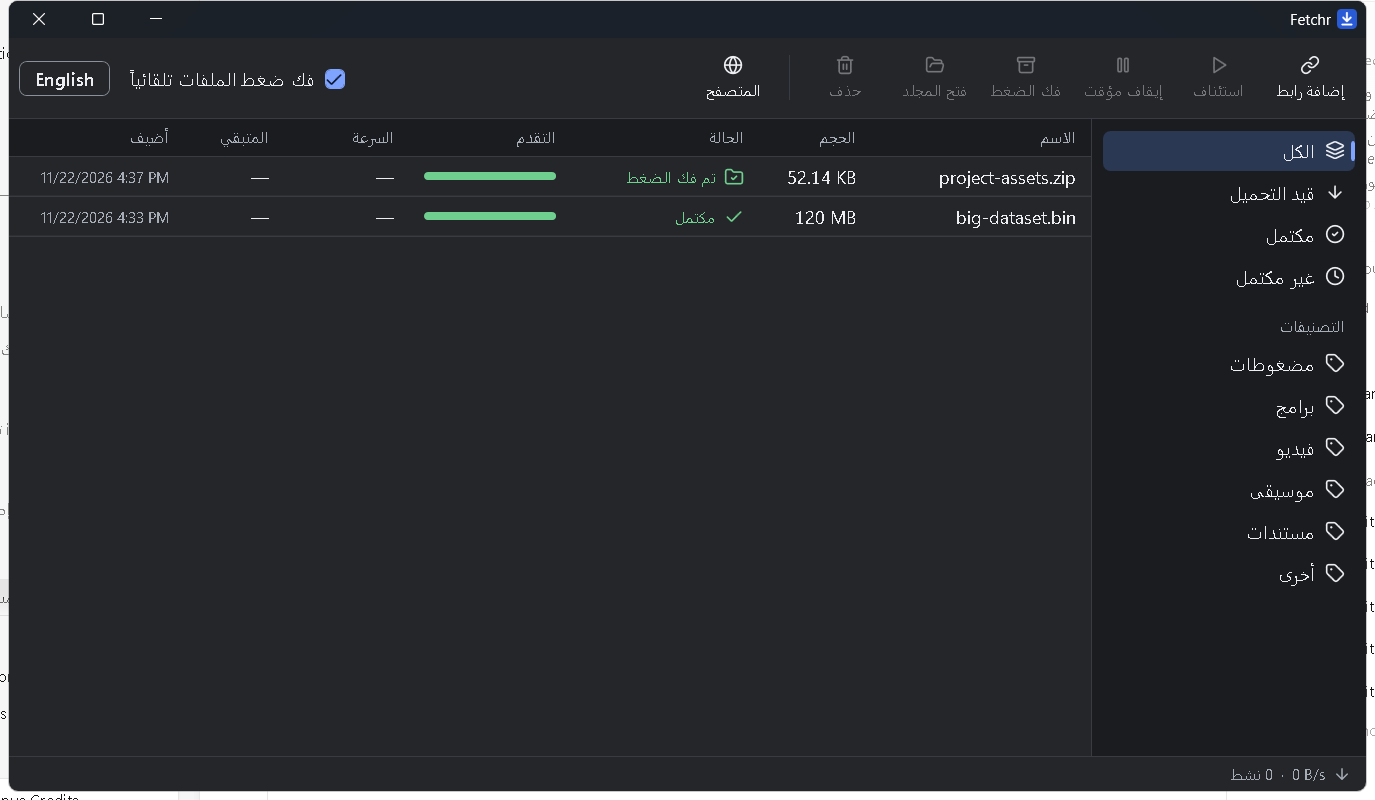 Fetchr
إضافة رابط
استئناف
إيقاف مؤقت
فك الضغط
فتح المجلد
حذف
المتصفح
فك ضغط الملفات تلقائياً
English
الكل
قيد التحميل
مكتمل
غير مكتمل
التصنيفات
مضغوطات
برامج
فيديو
موسيقى
مستندات
أخرى
الاسم الحجم الحالة التقدم السرعة المتبقي أضيف
project-assets.zip 52.14 KB تم فك الضغط — — 11/22/2026 4:37 PM
big-dataset.bin 120 MB مكتمل — — 11/22/2026 4:33 PM
0 B/s · 0 نشط